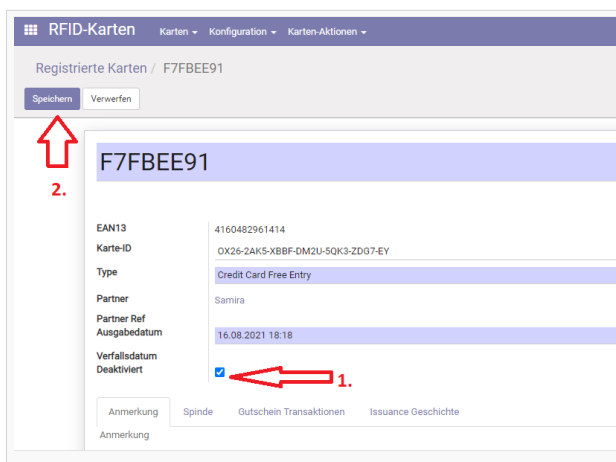 RFID-Karten Karten Konfiguration Karten-Aktionen
Registrierte Karten / F7FBEE91
Speichern Verwerfen
2.
F7FBEE91
EAN13 4160482961414
Karte-ID OX26-2AK5-XBBF-DM2U-5QK3-ZDG7-EY
Type Credit Card Free Entry
Partner Samira
Partner Ref
Ausgabedatum 16.08.2021 18:18
Verfallsdatum
Deaktiviert
1.
Anmerkung Spinde Gutschein Transaktionen Issuance Geschichte
Anmerkung